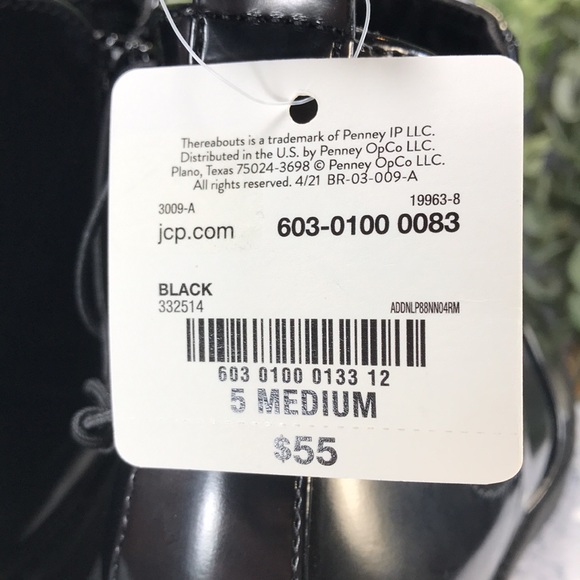 Thereabouts is a trademark of Penney IP LLC.
Distributed in the U.S. by Penney OpCo LLC.
Plano, Texas 75024-3698 © Penney OpCo LLC.
All rights reserved. 4/21 BR-03-009-A
3009-A 19963-8
jcp.com 603-0100 0083
BLACK
332514 ADDNLP88NN04RM
603 0100 0133 12
5 MEDIUM
$55